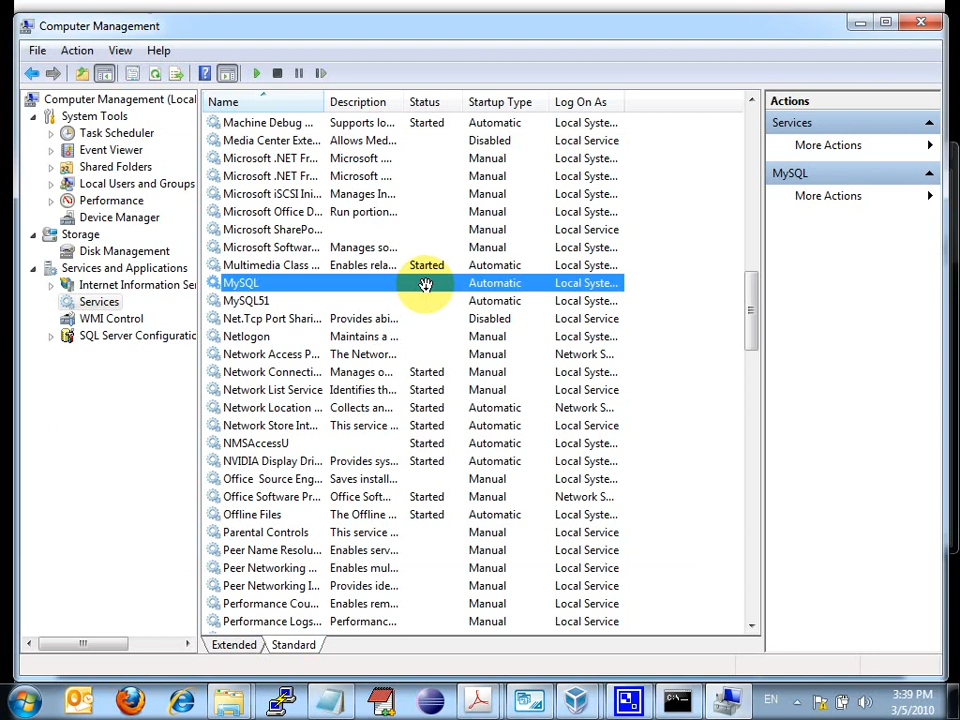 Computer Management
File Action View Help
Computer Management (Local
System Tools
Task Scheduler
Event Viewer
Shared Folders
Local Users and Groups
Performance
Device Manager
Storage
Disk Management
Services and Applications
Internet Information Ser
Services
WMI Control
SQL Server Configuratic
Name Description Status Startup Type Log On As
Machine Debug ... Supports lo... Started Automatic Local Syste...
Media Center Exte... Allows Med... Disabled Local Service
Microsoft .NET Fr... Microsoft .... Manual Local Syste...
Microsoft .NET Fr... Microsoft .... Manual Local Syste...
Microsoft iSCSI Ini... Manages In... Manual Local Syste...
Microsoft Office D... Run portion... Manual Local Syste...
Microsoft SharePo... Manual Local Service
Microsoft Softwar... Manages so... Manual Local Syste...
Multimedia Class ... Enables rela... Started Automatic Local Syste...
MySQL Automatic Local Syste...
MySQL51 Automatic Local Syste...
Net.Tcp Port Shari... Provides abi... Disabled Local Service
Netlogon Maintains a ... Manual Local Syste...
Network Access P... The Networ... Manual Network S...
Network Connecti... Manages o... Started Manual Local Syste...
Network List Service Identifies th... Started Manual Local Service
Network Location ... Collects an... Started Automatic Network S...
Network Store Int... This service ... Started Automatic Local Service
NMSAccessU Started Automatic Local Syste...
NVIDIA Display Dri... Provides sys... Started Automatic Local Syste...
Office Source Eng... Saves install... Manual Local Syste...
Office Software Pr... Office Soft... Started Manual Network S...
Offline Files The Offline ... Started Automatic Local Syste...
Parental Controls This service ... Manual Local Service
Peer Name Resolu... Enables serv... Manual Local Service
Peer Networking ... Enables mul... Manual Local Service
Peer Networking I... Provides ide... Manual Local Service
Performance Cou... Enables rem... Manual Local Service
Performance Logs... Performanc... Manual Local Service
Extended Standard
Actions
Services
More Actions
MySQL
More Actions
EN
3:39 PM
3/5/2010